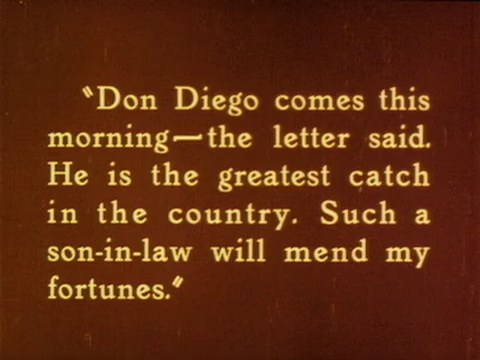 "Don Diego comes this
morning—the letter said.
He is the greatest catch
in the country. Such a
son-in-law will mend my
fortunes."